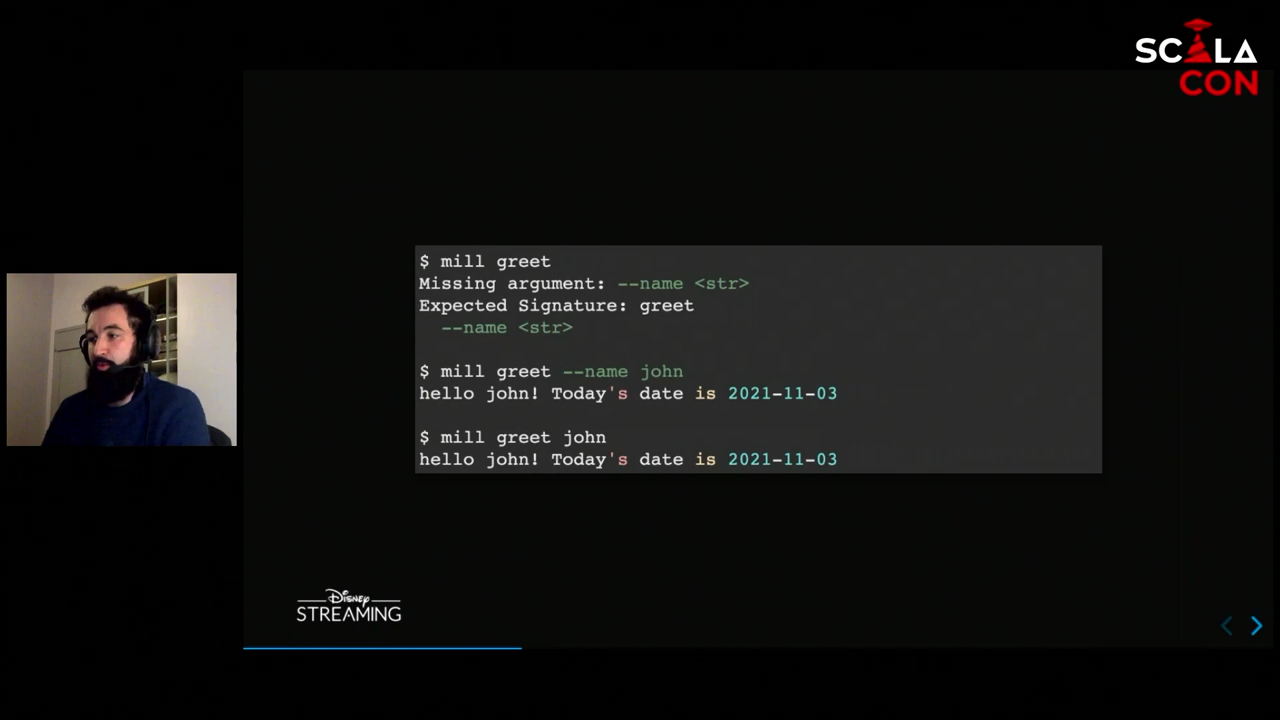 SCALA
CON
$ mill greet
Missing argument: --name <str>
Expected Signature: greet
  --name <str>
$ mill greet --name john
hello john! Today's date is 2021-11-03
$ mill greet john
hello john! Today's date is 2021-11-03
Disney
STREAMING